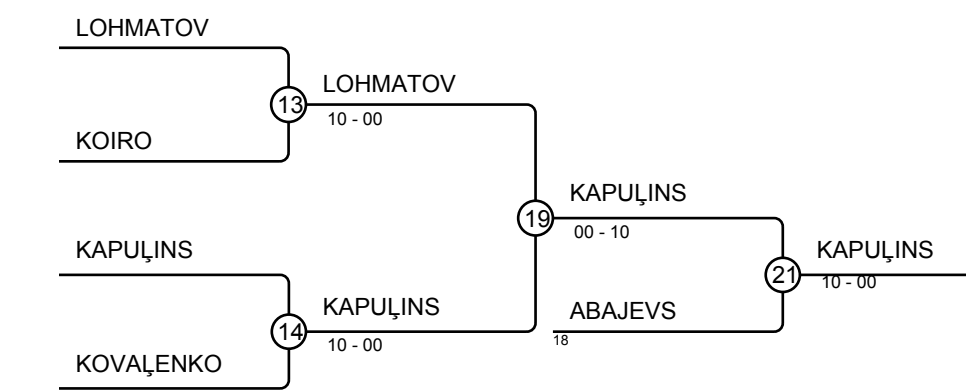 LOHMATOV
13
LOHMATOV
10 - 00
KOIRO
KAPUĻINS
19
KAPUĻINS
00 - 10
KAPUĻINS
14
KAPUĻINS
10 - 00
KOVAĻENKO
ABAJEVS
18
21
KAPUĻINS
10 - 00